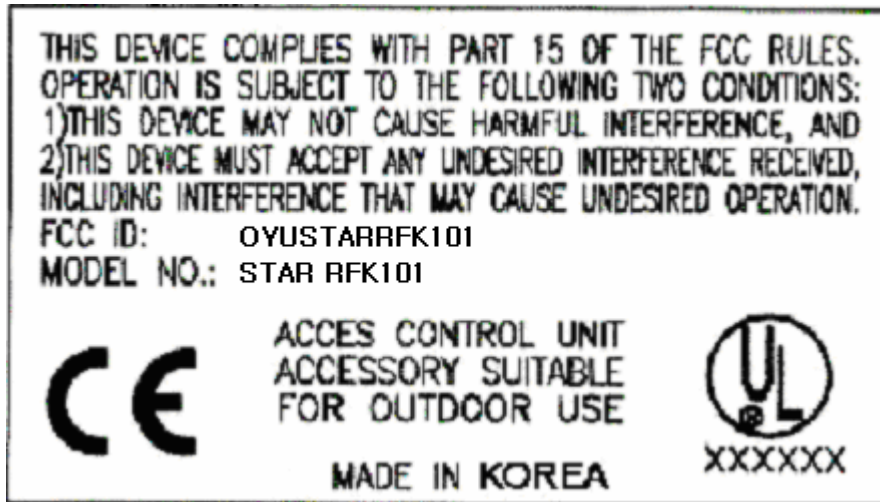 THIS DEVICE COMPLIES WITH PART 15 OF THE FCC RULES.
OPERATION IS SUBJECT TO THE FOLLOWING TWO CONDITIONS:
1)THIS DEVICE MAY NOT CAUSE HARMFUL INTERFERENCE, AND
2)THIS DEVICE MUST ACCEPT ANY UNDESIRED INTERFERENCE RECEIVED,
INCLUDING INTERFERENCE THAT MAY CAUSE UNDESIRED OPERATION.
FCC ID: OYUSTARRFK101
MODEL NO.: STAR RFK101
CE
ACCES CONTROL UNIT
ACCESSORY SUITABLE
FOR OUTDOOR USE
UL
®
XXXXXX
MADE IN KOREA